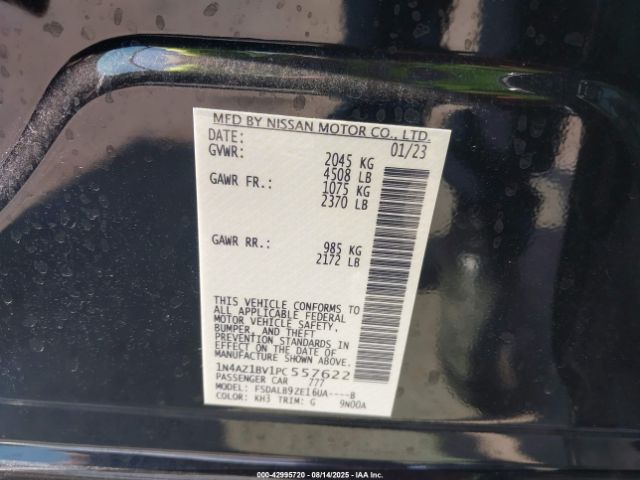 MFD BY NISSAN MOTOR CO., LTD.
DATE: 01/23
GVWR: 2045 KG
4508 LB
GAWR FR.: 1075 KG
2370 LB
GAWR RR.: 985 KG
2172 LB
THIS VEHICLE CONFORMS TO
ALL APPLICABLE FEDERAL
MOTOR VEHICLE SAFETY,
BUMPER, AND THEFT
PREVENTION STANDARDS IN
EFFECT ON THE DATE OF
MANUFACTURE SHOWN ABOVE.
1N4AZ1BV1PC557622
PASSENGER CAR 777
MODEL: FSDALB9ZE16UA----B
COLOR: KH3 TRIM: G 9N00A
000-42995720 - 08/14/2025 - IAA Inc.